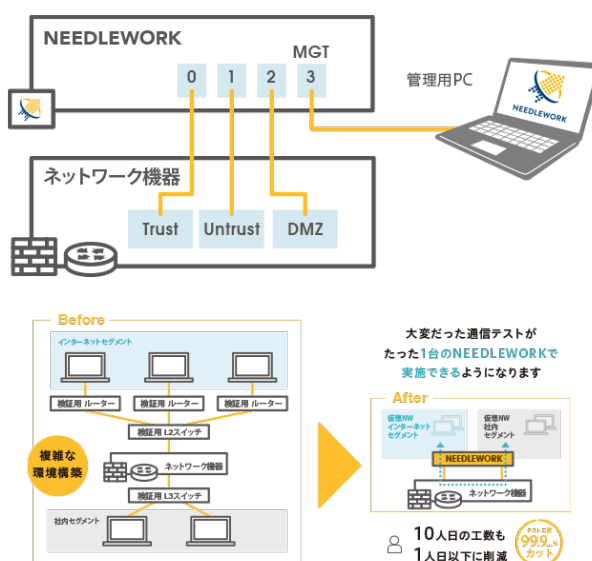 NEEDLEWORK
MGT
0 1 2 3
管理用PC
NEEDLEWORK
ネットワーク機器
Trust Untrust DMZ
Before
インターネットセグメント
検証用 ルーター 検証用 ルーター 検証用 ルーター
検証用 L2スイッチ
複雑な
環境構築
ネットワーク機器
検証用 L3スイッチ
社内セグメント
大変だった通信テストが
たった1台のNEEDLEWORKで
実施できるようになります
After
仮想NW
インターネット
セグメント
仮想NW
社内
セグメント
NEEDLEWORK
ネットワーク機器
10人日の工数も
1人日以下に削減
99.9...%
カット